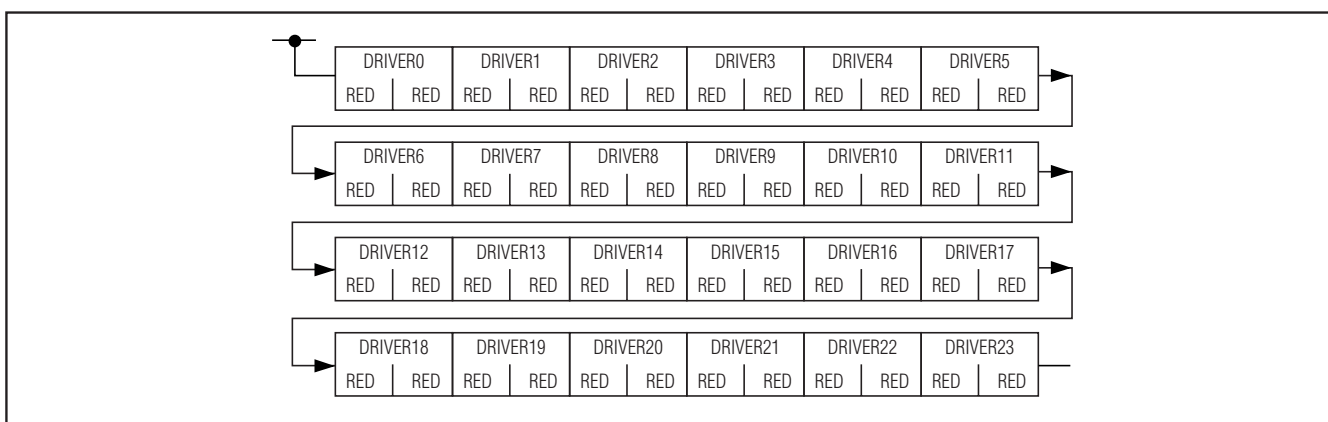 DRIVER0 DRIVER1 DRIVER2 DRIVER3 DRIVER4 DRIVER5
RED RED RED RED RED RED RED RED RED RED RED RED
DRIVER6 DRIVER7 DRIVER8 DRIVER9 DRIVER10 DRIVER11
RED RED RED RED RED RED RED RED RED RED RED RED
DRIVER12 DRIVER13 DRIVER14 DRIVER15 DRIVER16 DRIVER17
RED RED RED RED RED RED RED RED RED RED RED RED
DRIVER18 DRIVER19 DRIVER20 DRIVER21 DRIVER22 DRIVER23
RED RED RED RED RED RED RED RED RED RED RED RED